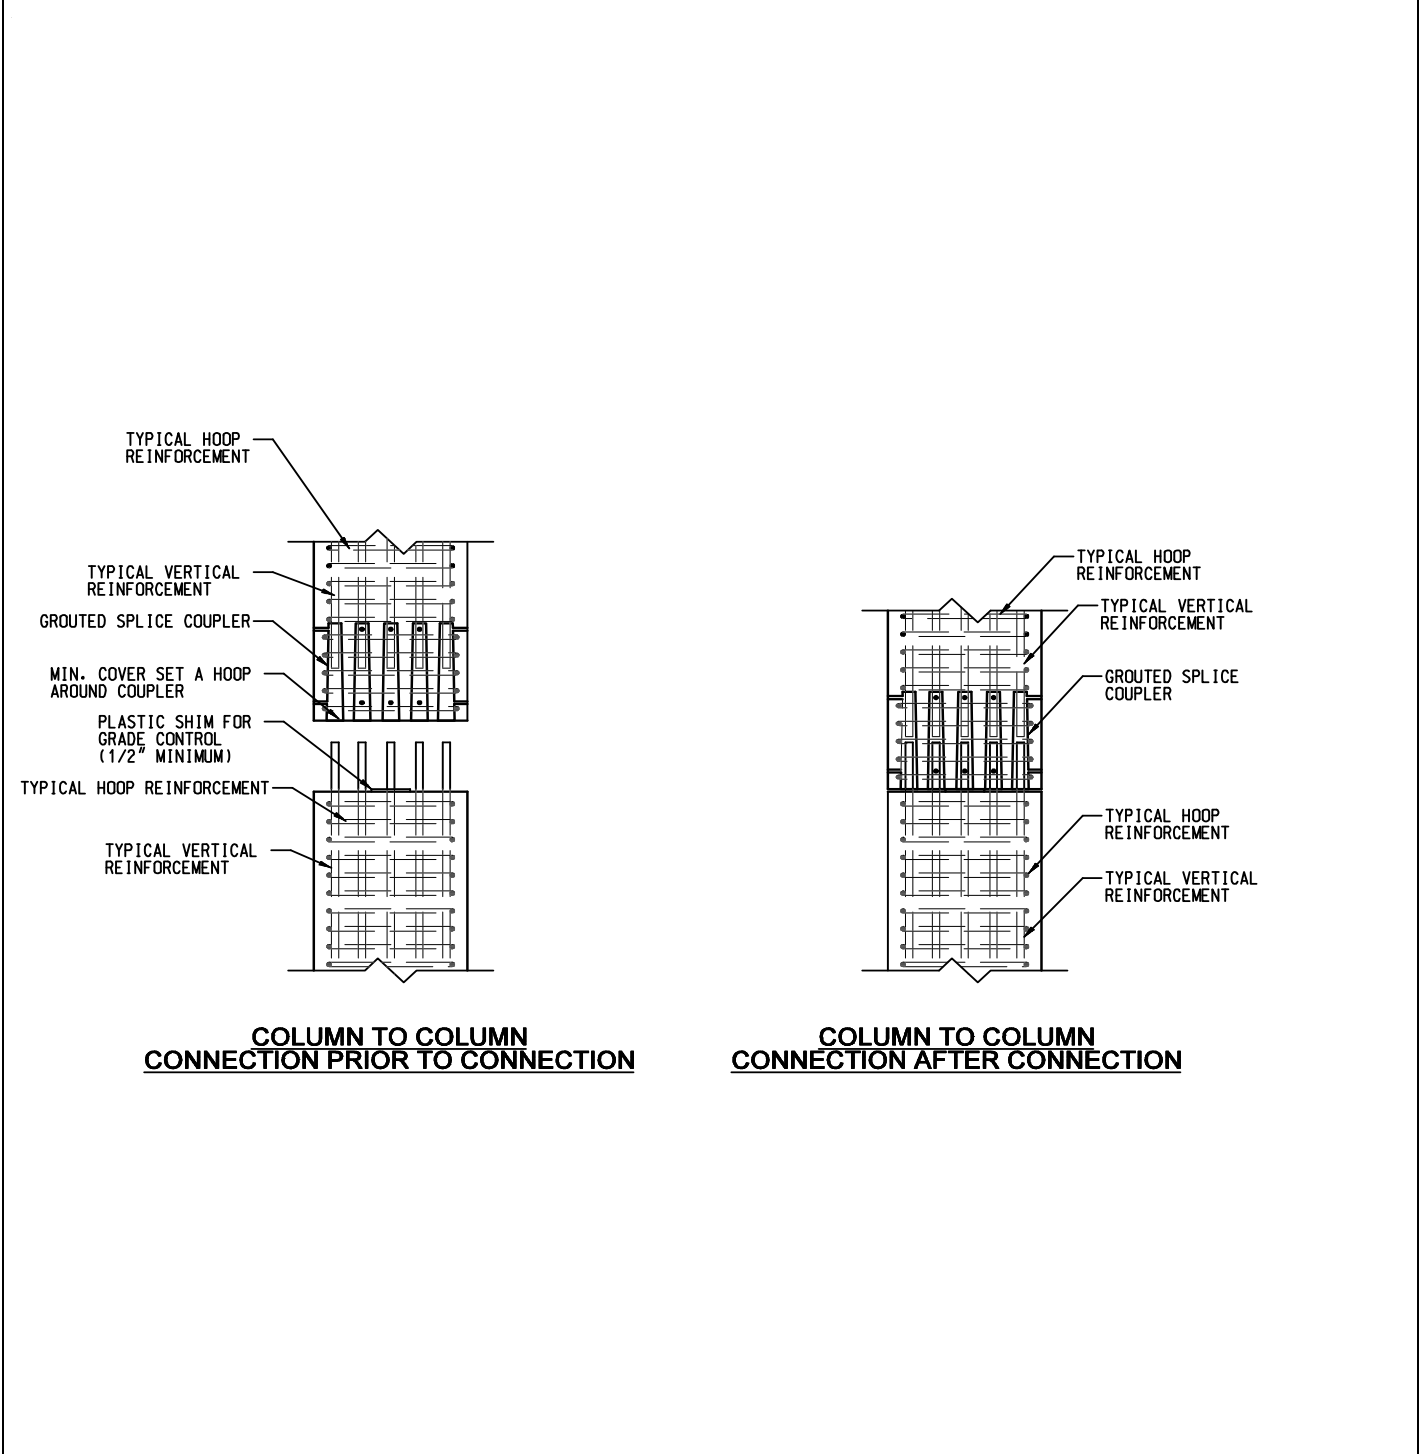 TYPICAL HOOP
REINFORCEMENT
TYPICAL VERTICAL
REINFORCEMENT
GROUTED SPLICE COUPLER
MIN. COVER SET A HOOP
AROUND COUPLER
PLASTIC SHIM FOR
GRADE CONTROL
(1/2" MINIMUM)
TYPICAL HOOP REINFORCEMENT
TYPICAL VERTICAL
REINFORCEMENT
COLUMN TO COLUMN
CONNECTION PRIOR TO CONNECTION
TYPICAL HOOP
REINFORCEMENT
TYPICAL VERTICAL
REINFORCEMENT
GROUTED SPLICE
COUPLER
TYPICAL HOOP
REINFORCEMENT
TYPICAL VERTICAL
REINFORCEMENT
COLUMN TO COLUMN
CONNECTION AFTER CONNECTION